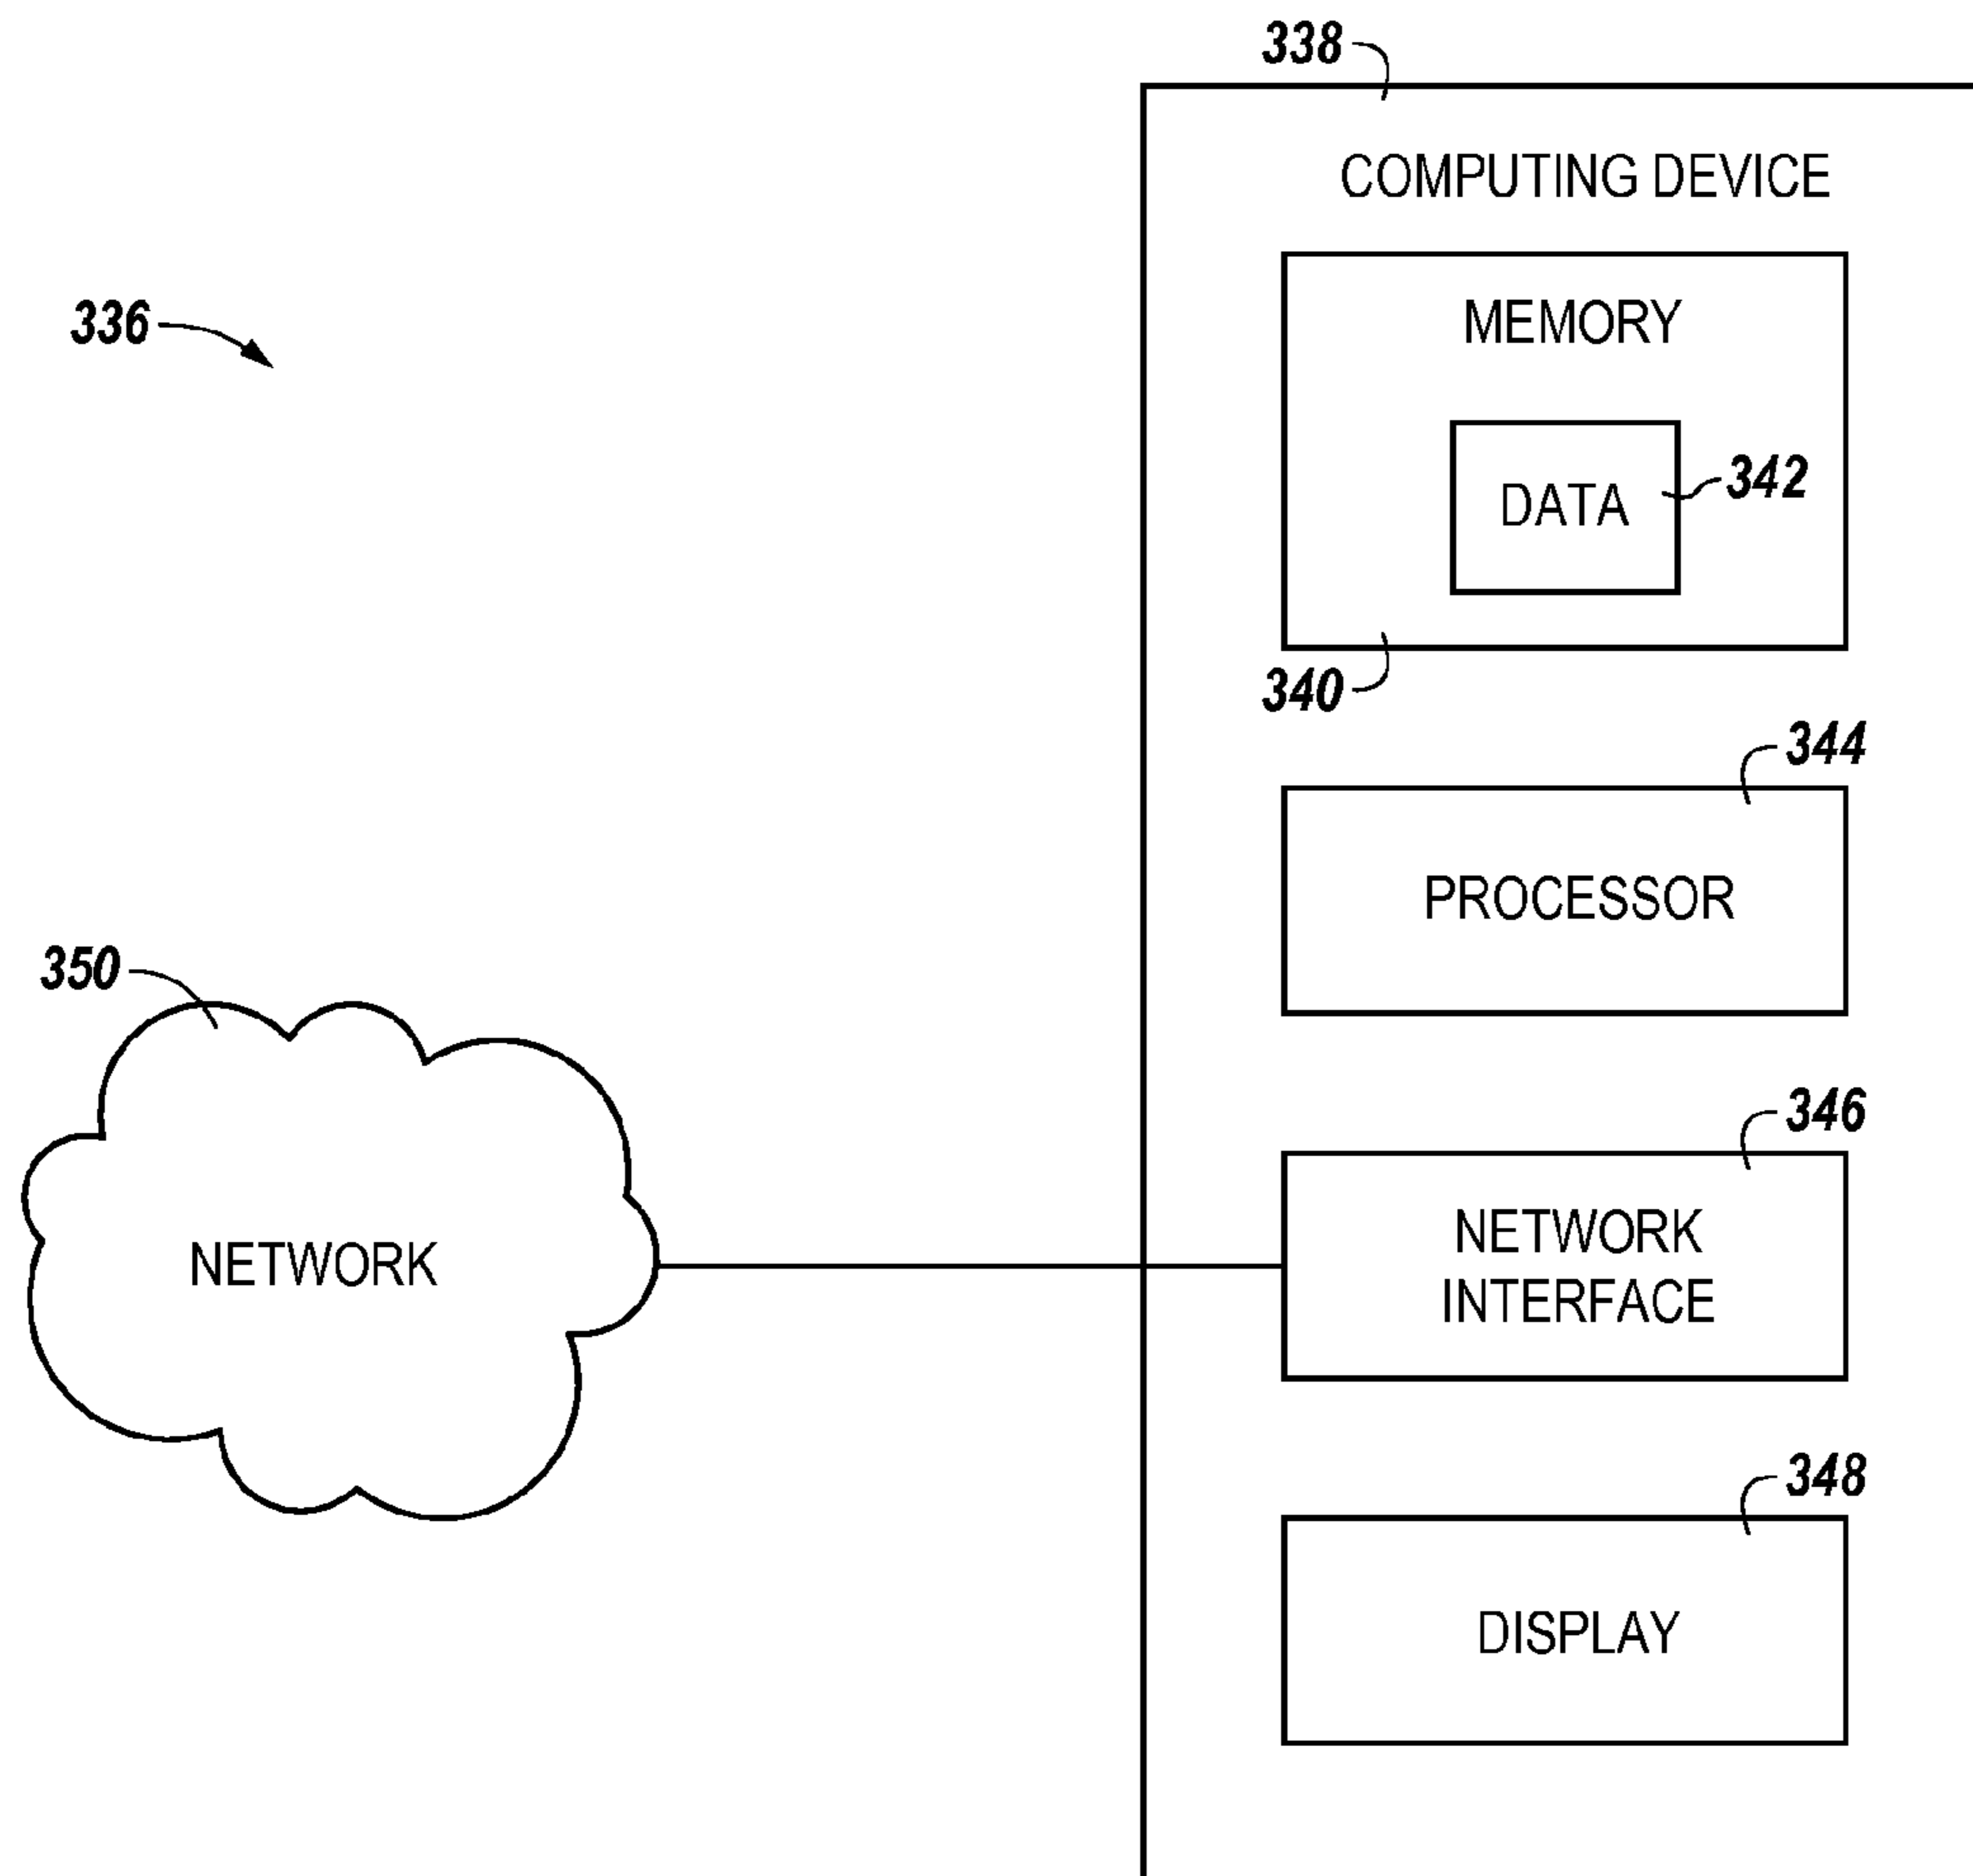 338
COMPUTING DEVICE
MEMORY
336
342
DATA
340
344
PROCESSOR
350
346
NETWORK
INTERFACE
NETWORK
348
DISPLAY